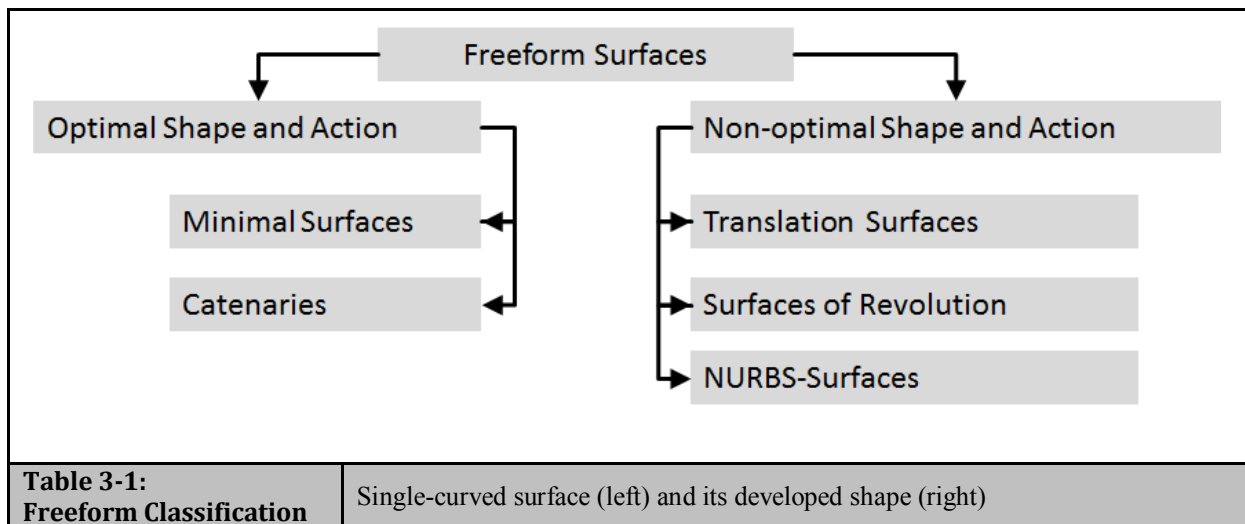 Freeform Surfaces
Optimal Shape and Action
Non-optimal Shape and Action
Minimal Surfaces
Translation Surfaces
Catenaries
Surfaces of Revolution
NURBS-Surfaces
Table 3-1:
Freeform Classification
Single-curved surface (left) and its developed shape (right)